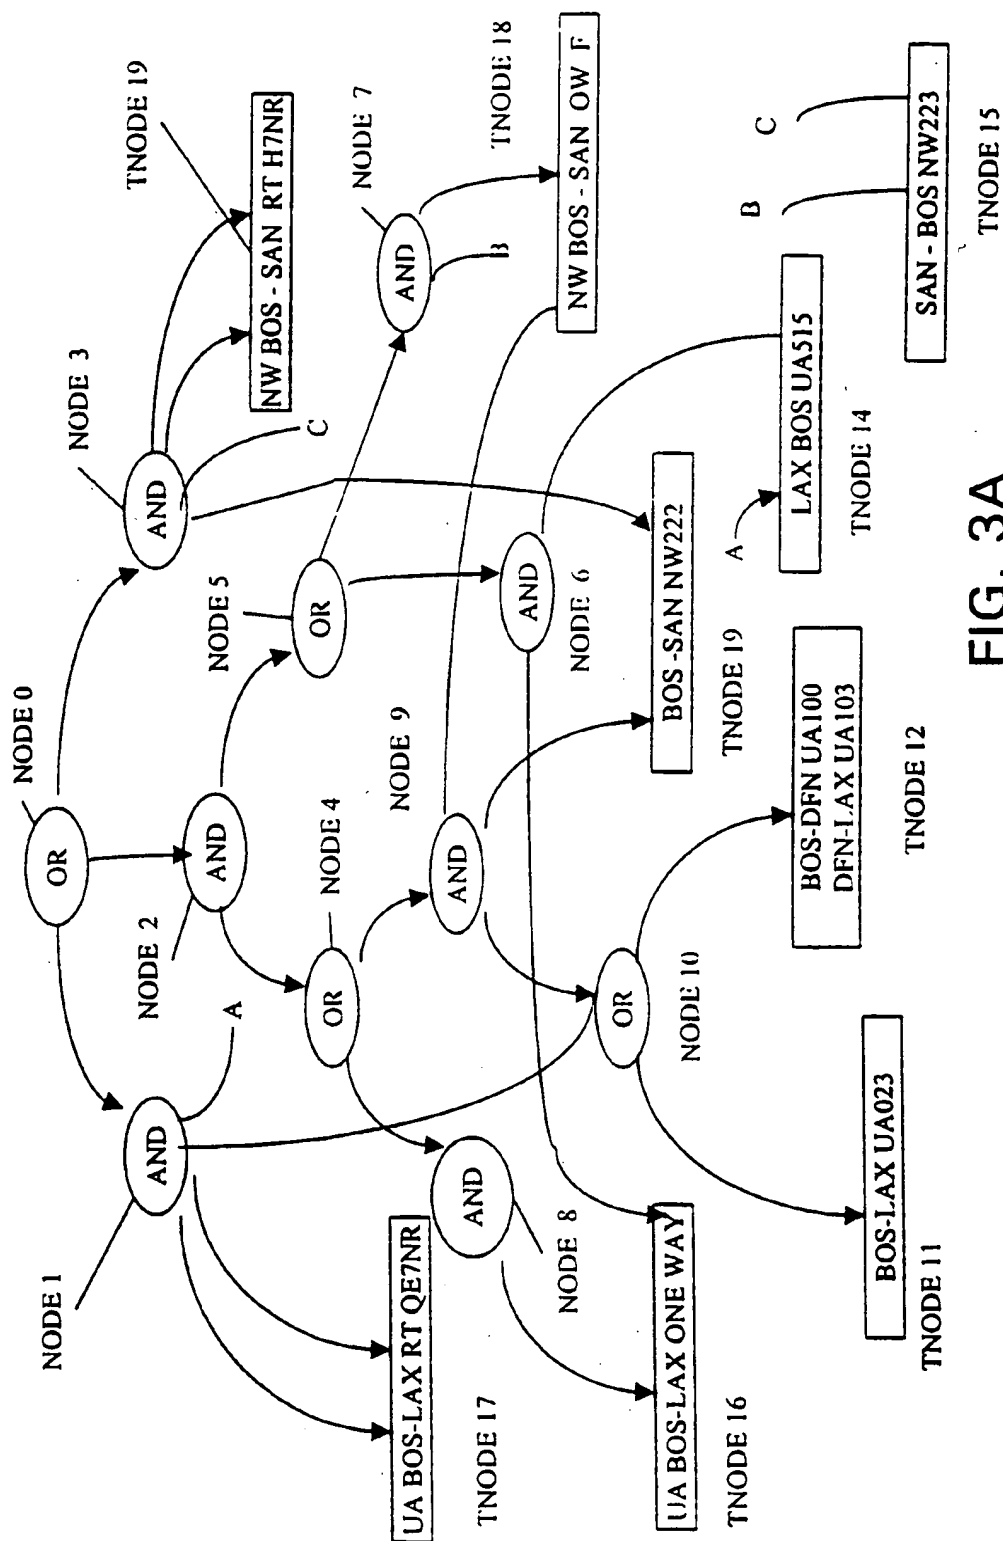 NODE 0
OR
NODE 1
AND
NODE 2
AND
NODE 3
AND
TNODE 19
NW BOS - SAN RT H7NR
A
C
NODE 4
OR
NODE 5
OR
NODE 7
AND
B
TNODE 18
NW BOS - SAN OW F
UA BOS-LAX RT QE7NR
TNODE 17
AND
NODE 8
NODE 9
AND
AND
NODE 6
UA BOS-LAX ONE WAY
TNODE 16
OR
NODE 10
BOS -SAN NW222
TNODE 19
A
LAX BOS UA515
TNODE 14
B
C
SAN - BOS NW223
TNODE 15
BOS-LAX UA023
TNODE 11
BOS-DFN UA100
DFN-LAX UA103
TNODE 12
FIG. 3A